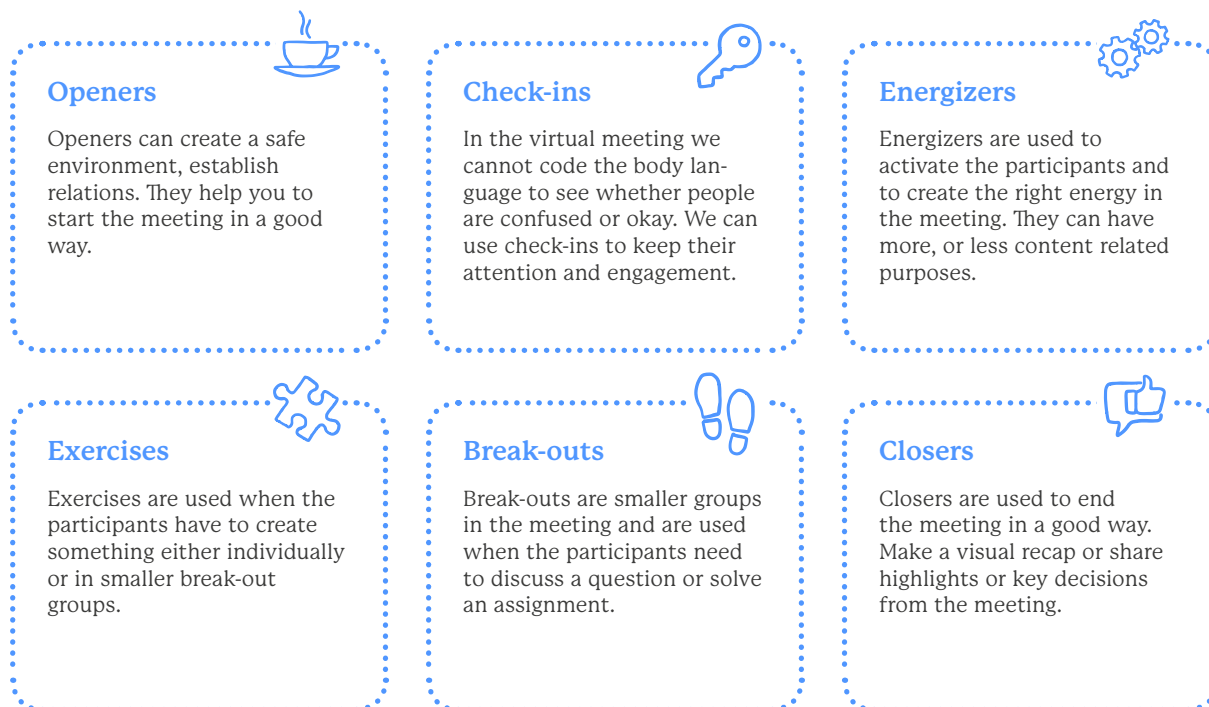 Openers
Openers can create a safe
environment, establish
relations. They help you to
start the meeting in a good
way.
Check-ins
In the virtual meeting we
cannot code the body lan-
guage to see whether people
are confused or okay. We can
use check-ins to keep their
attention and engagement.
Energizers
Energizers are used to
activate the participants and
to create the right energy in
the meeting. They can have
more, or less content related
purposes.
Exercises
Exercises are used when the
participants have to create
something either individually
or in smaller break-out
groups.
Break-outs
Break-outs are smaller groups
in the meeting and are used
when the participants need
to discuss a question or solve
an assignment.
Closers
Closers are used to end
the meeting in a good way.
Make a visual recap or share
highlights or key decisions
from the meeting.